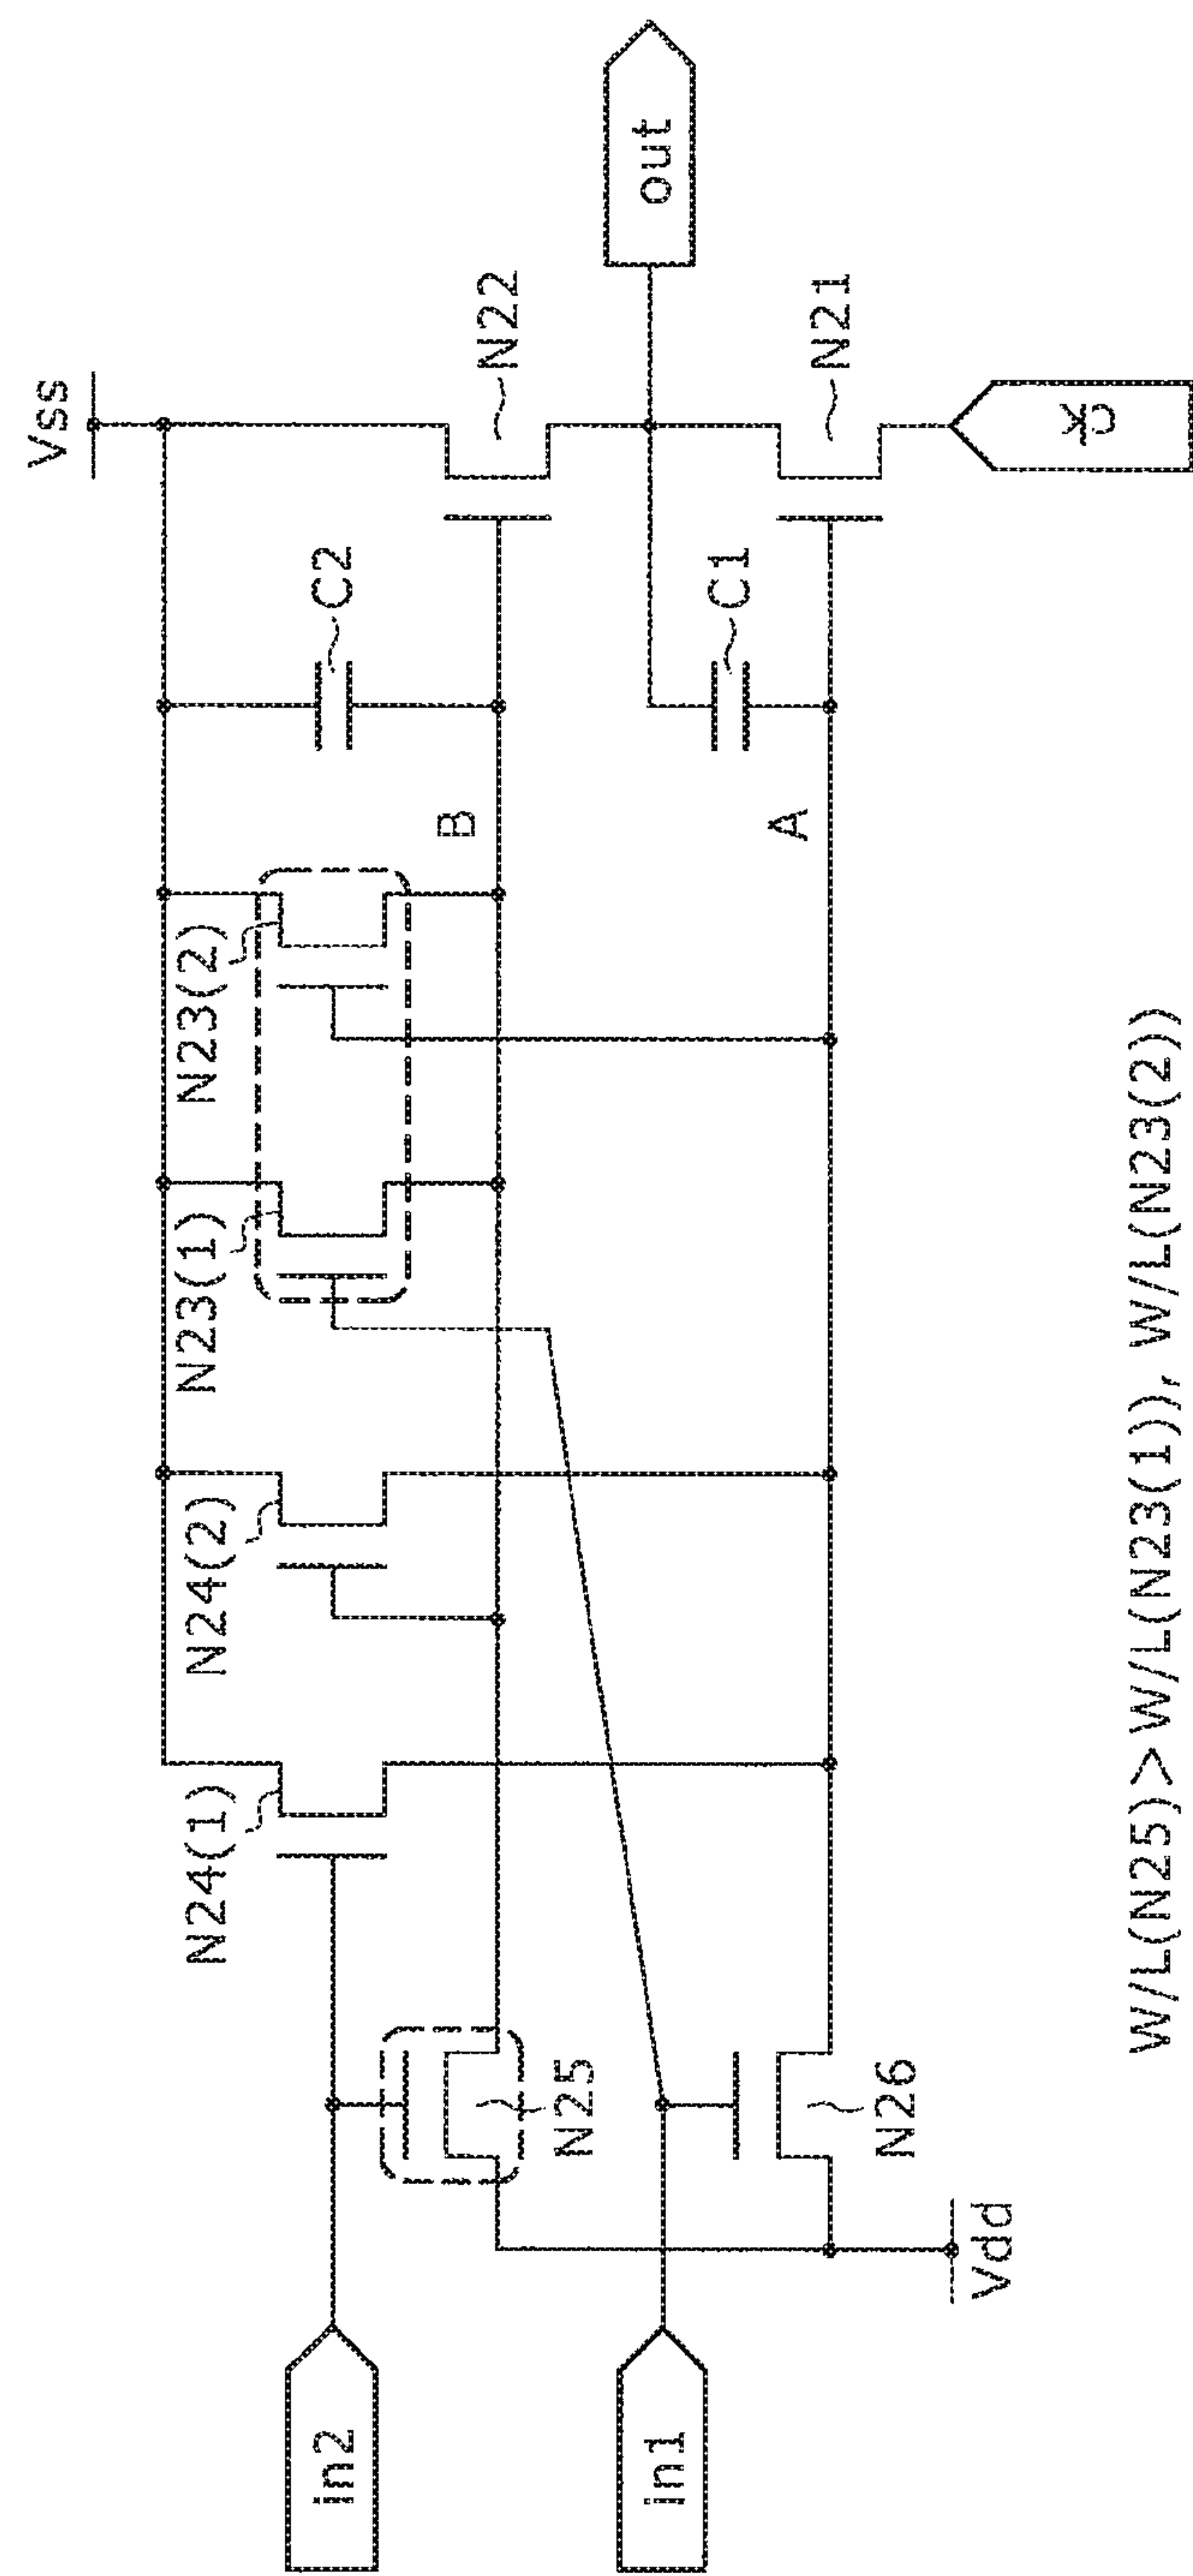 Vss
in2
N24(1)
N24(2)
N23(1)
N23(2)
C2
N22
B
out
N25
in1
C1
N21
A
N26
Vdd
ck
W/L(N25)>W/L(N23(1)), W/L(N23(2))